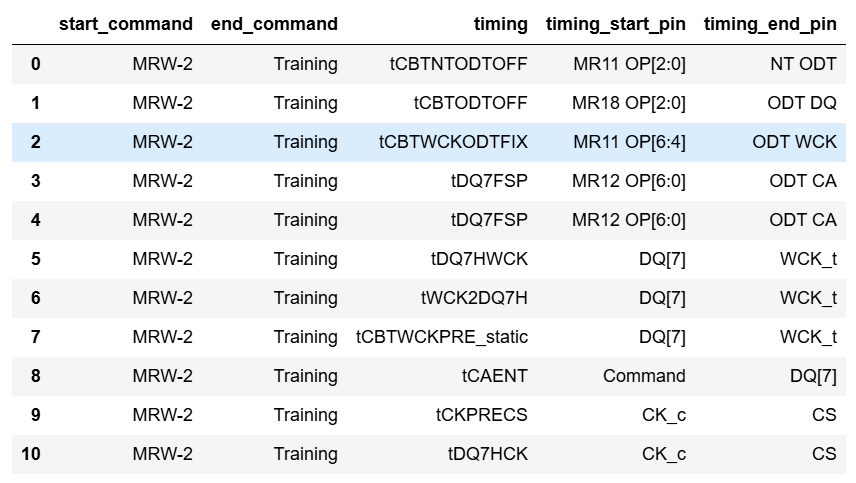 start_command end_command timing timing_start_pin timing_end_pin
0 MRW-2 Training tCBTNTODTOFF MR11 OP[2:0] NT ODT
1 MRW-2 Training tCBTODTOFF MR18 OP[2:0] ODT DQ
2 MRW-2 Training tCBTWCKODTFIX MR11 OP[6:4] ODT WCK
3 MRW-2 Training tDQ7FSP MR12 OP[6:0] ODT CA
4 MRW-2 Training tDQ7FSP MR12 OP[6:0] ODT CA
5 MRW-2 Training tDQ7HWCK DQ[7] WCK_t
6 MRW-2 Training tWCK2DQ7H DQ[7] WCK_t
7 MRW-2 Training tCBTWCKPRE_static DQ[7] WCK_t
8 MRW-2 Training tCAENT Command DQ[7]
9 MRW-2 Training tCKPRECS CK_c CS
10 MRW-2 Training tDQ7HCK CK_c CS